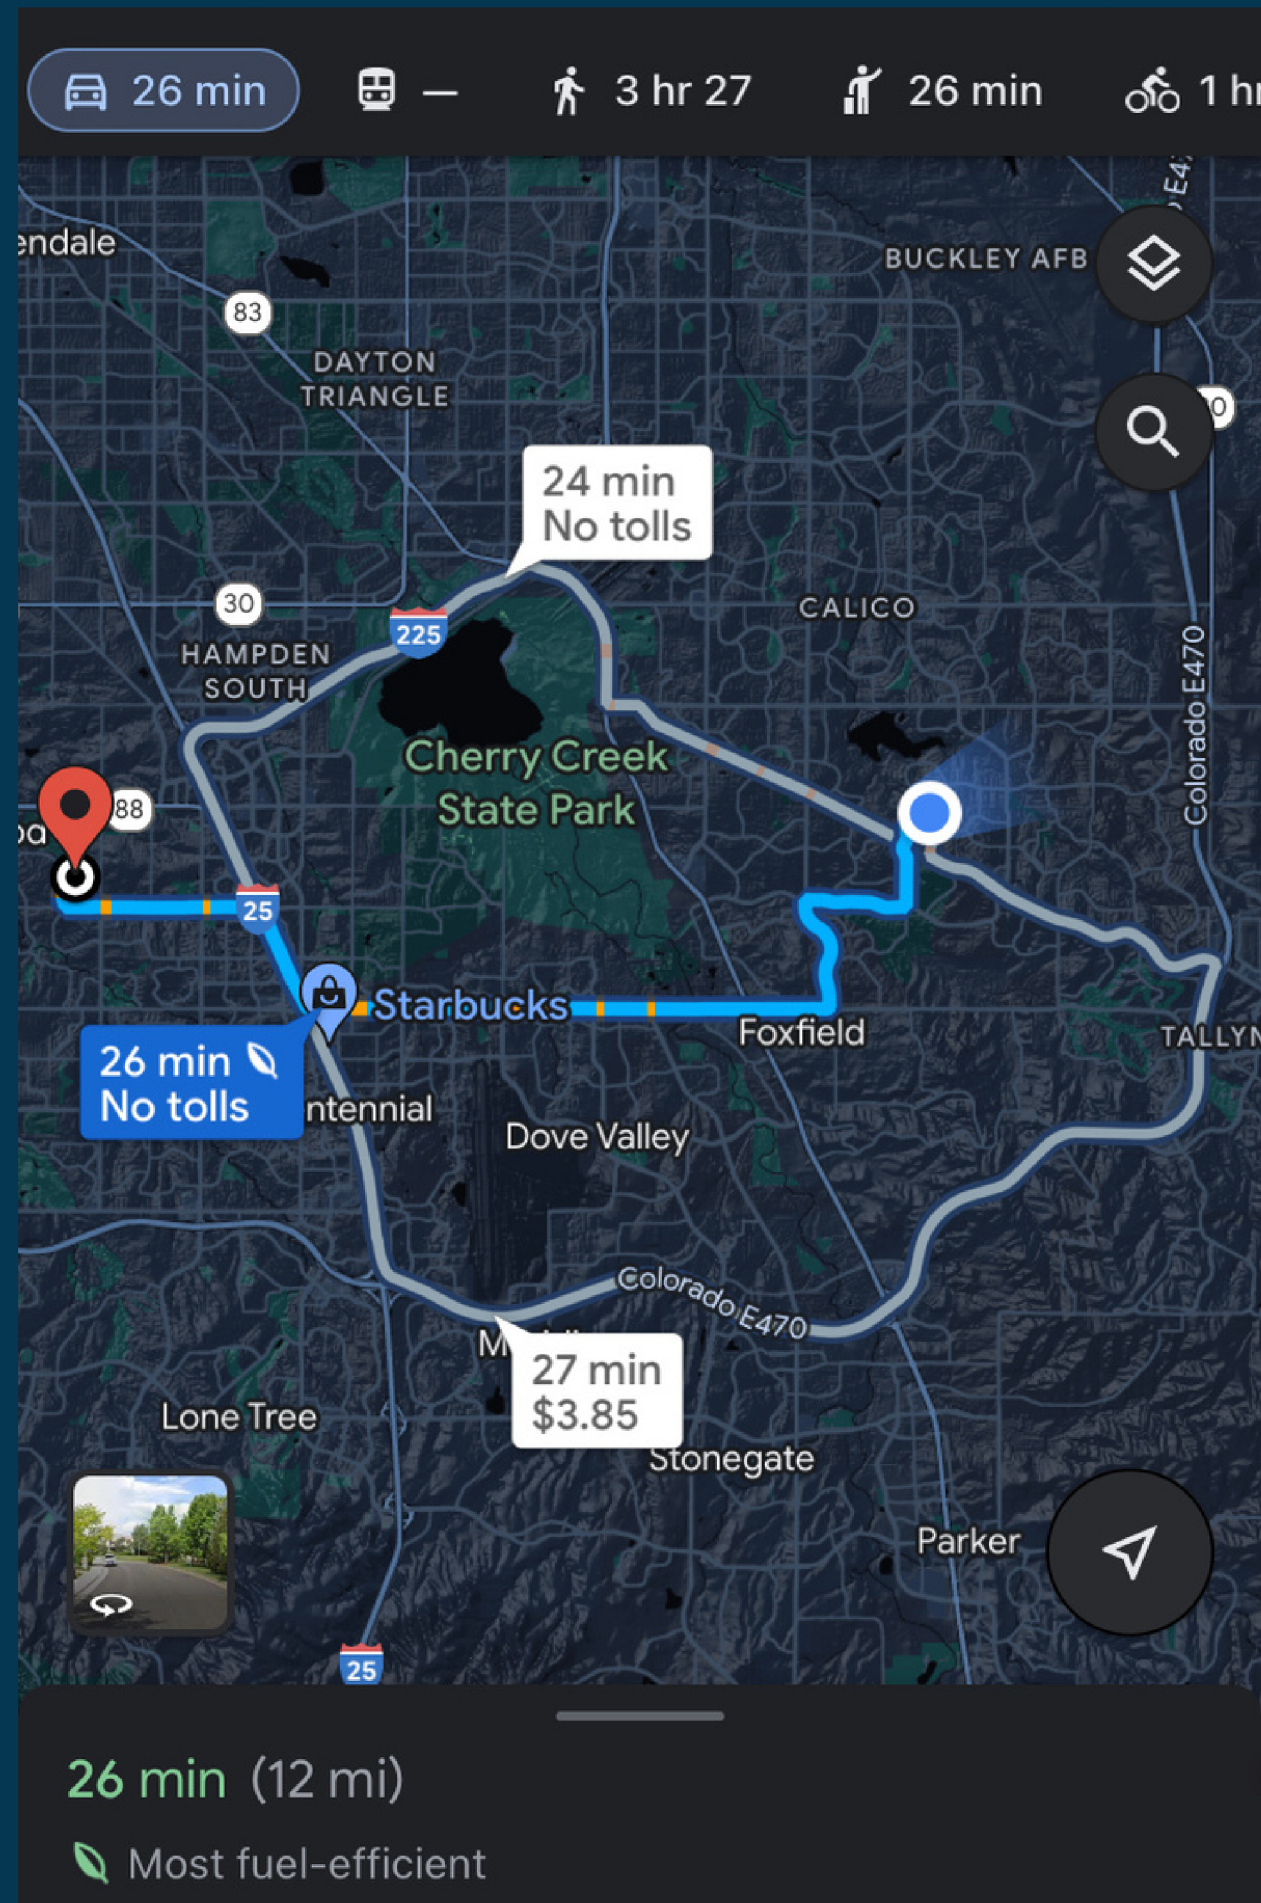 26 min
—
3 hr 27
26 min
1 hr
endale
BUCKLEY AFB
83
DAYTON
TRIANGLE
24 min
No tolls
30
CALICO
225
HAMPDEN
SOUTH
Colorado E470
Cherry Creek
State Park
88
25
Starbucks
Foxfield
26 min
No tolls
ntennial
Dove Valley
Colorado E470
27 min
$3.85
Lone Tree
Stonegate
Parker
25
26 min (12 mi)
Most fuel-efficient